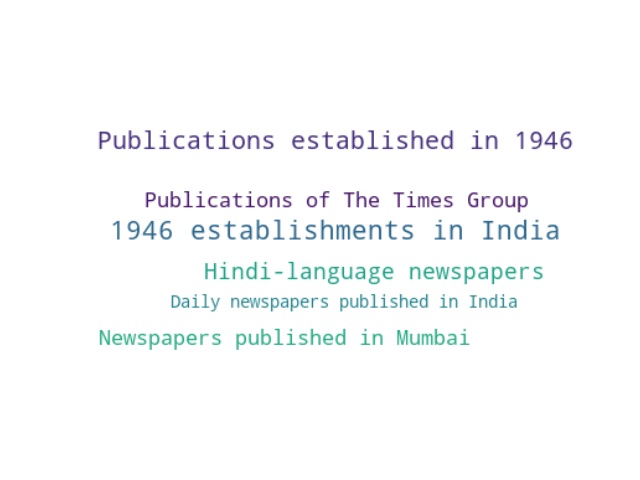 Publications established in 1946
Publications of The Times Group
1946 establishments in India
Hindi-language newspapers
Daily newspapers published in India
Newspapers published in Mumbai